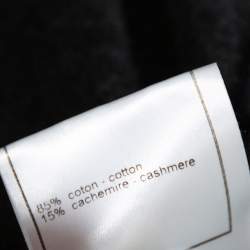 85% coton - cotton
15% cachemire - cashmere